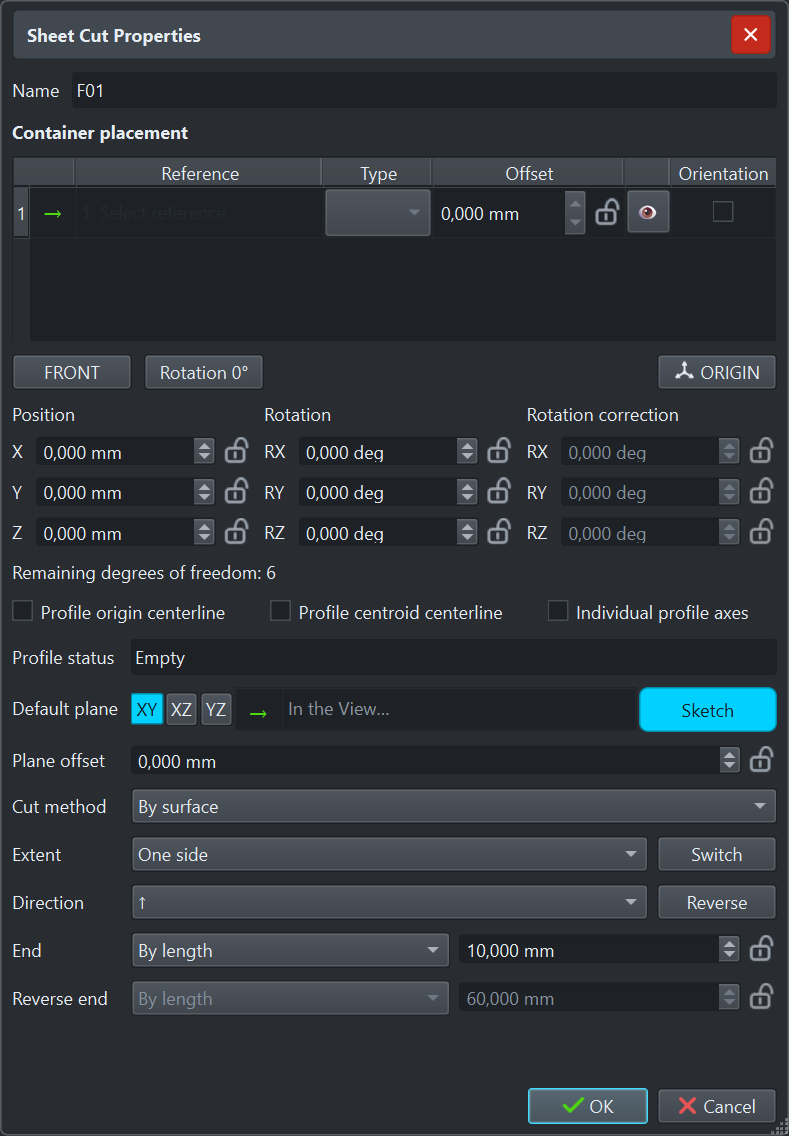 Sheet Cut Properties
Name F01
Container placement
Reference Type Offset Orientation
1 → 1. Select reference 0,000 mm
FRONT Rotation 0° ORIGIN
Position Rotation Rotation correction
X 0,000 mm RX 0,000 deg RX 0,000 deg
Y 0,000 mm RY 0,000 deg RY 0,000 deg
Z 0,000 mm RZ 0,000 deg RZ 0,000 deg
Remaining degrees of freedom: 6
Profile origin centerline Profile centroid centerline Individual profile axes
Profile status Empty
Default plane XY XZ YZ → In the View... Sketch
Plane offset 0,000 mm
Cut method By surface
Extent One side Switch
Direction ↑ Reverse
End By length 10,000 mm
Reverse end By length 60,000 mm
OK Cancel